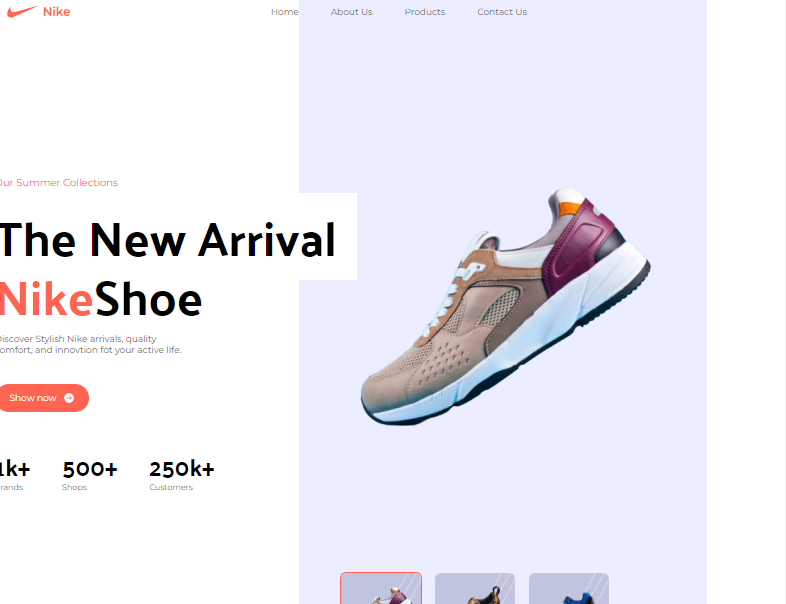 Nike
Home
About Us
Products
Contact Us
Our Summer Collections
The New Arrival
NikeShoe
Discover Stylish Nike arrivals, quality
comfort, and innovtion fot your active life.
Show now
1k+
500+
250k+
Brands
Shops
Customers